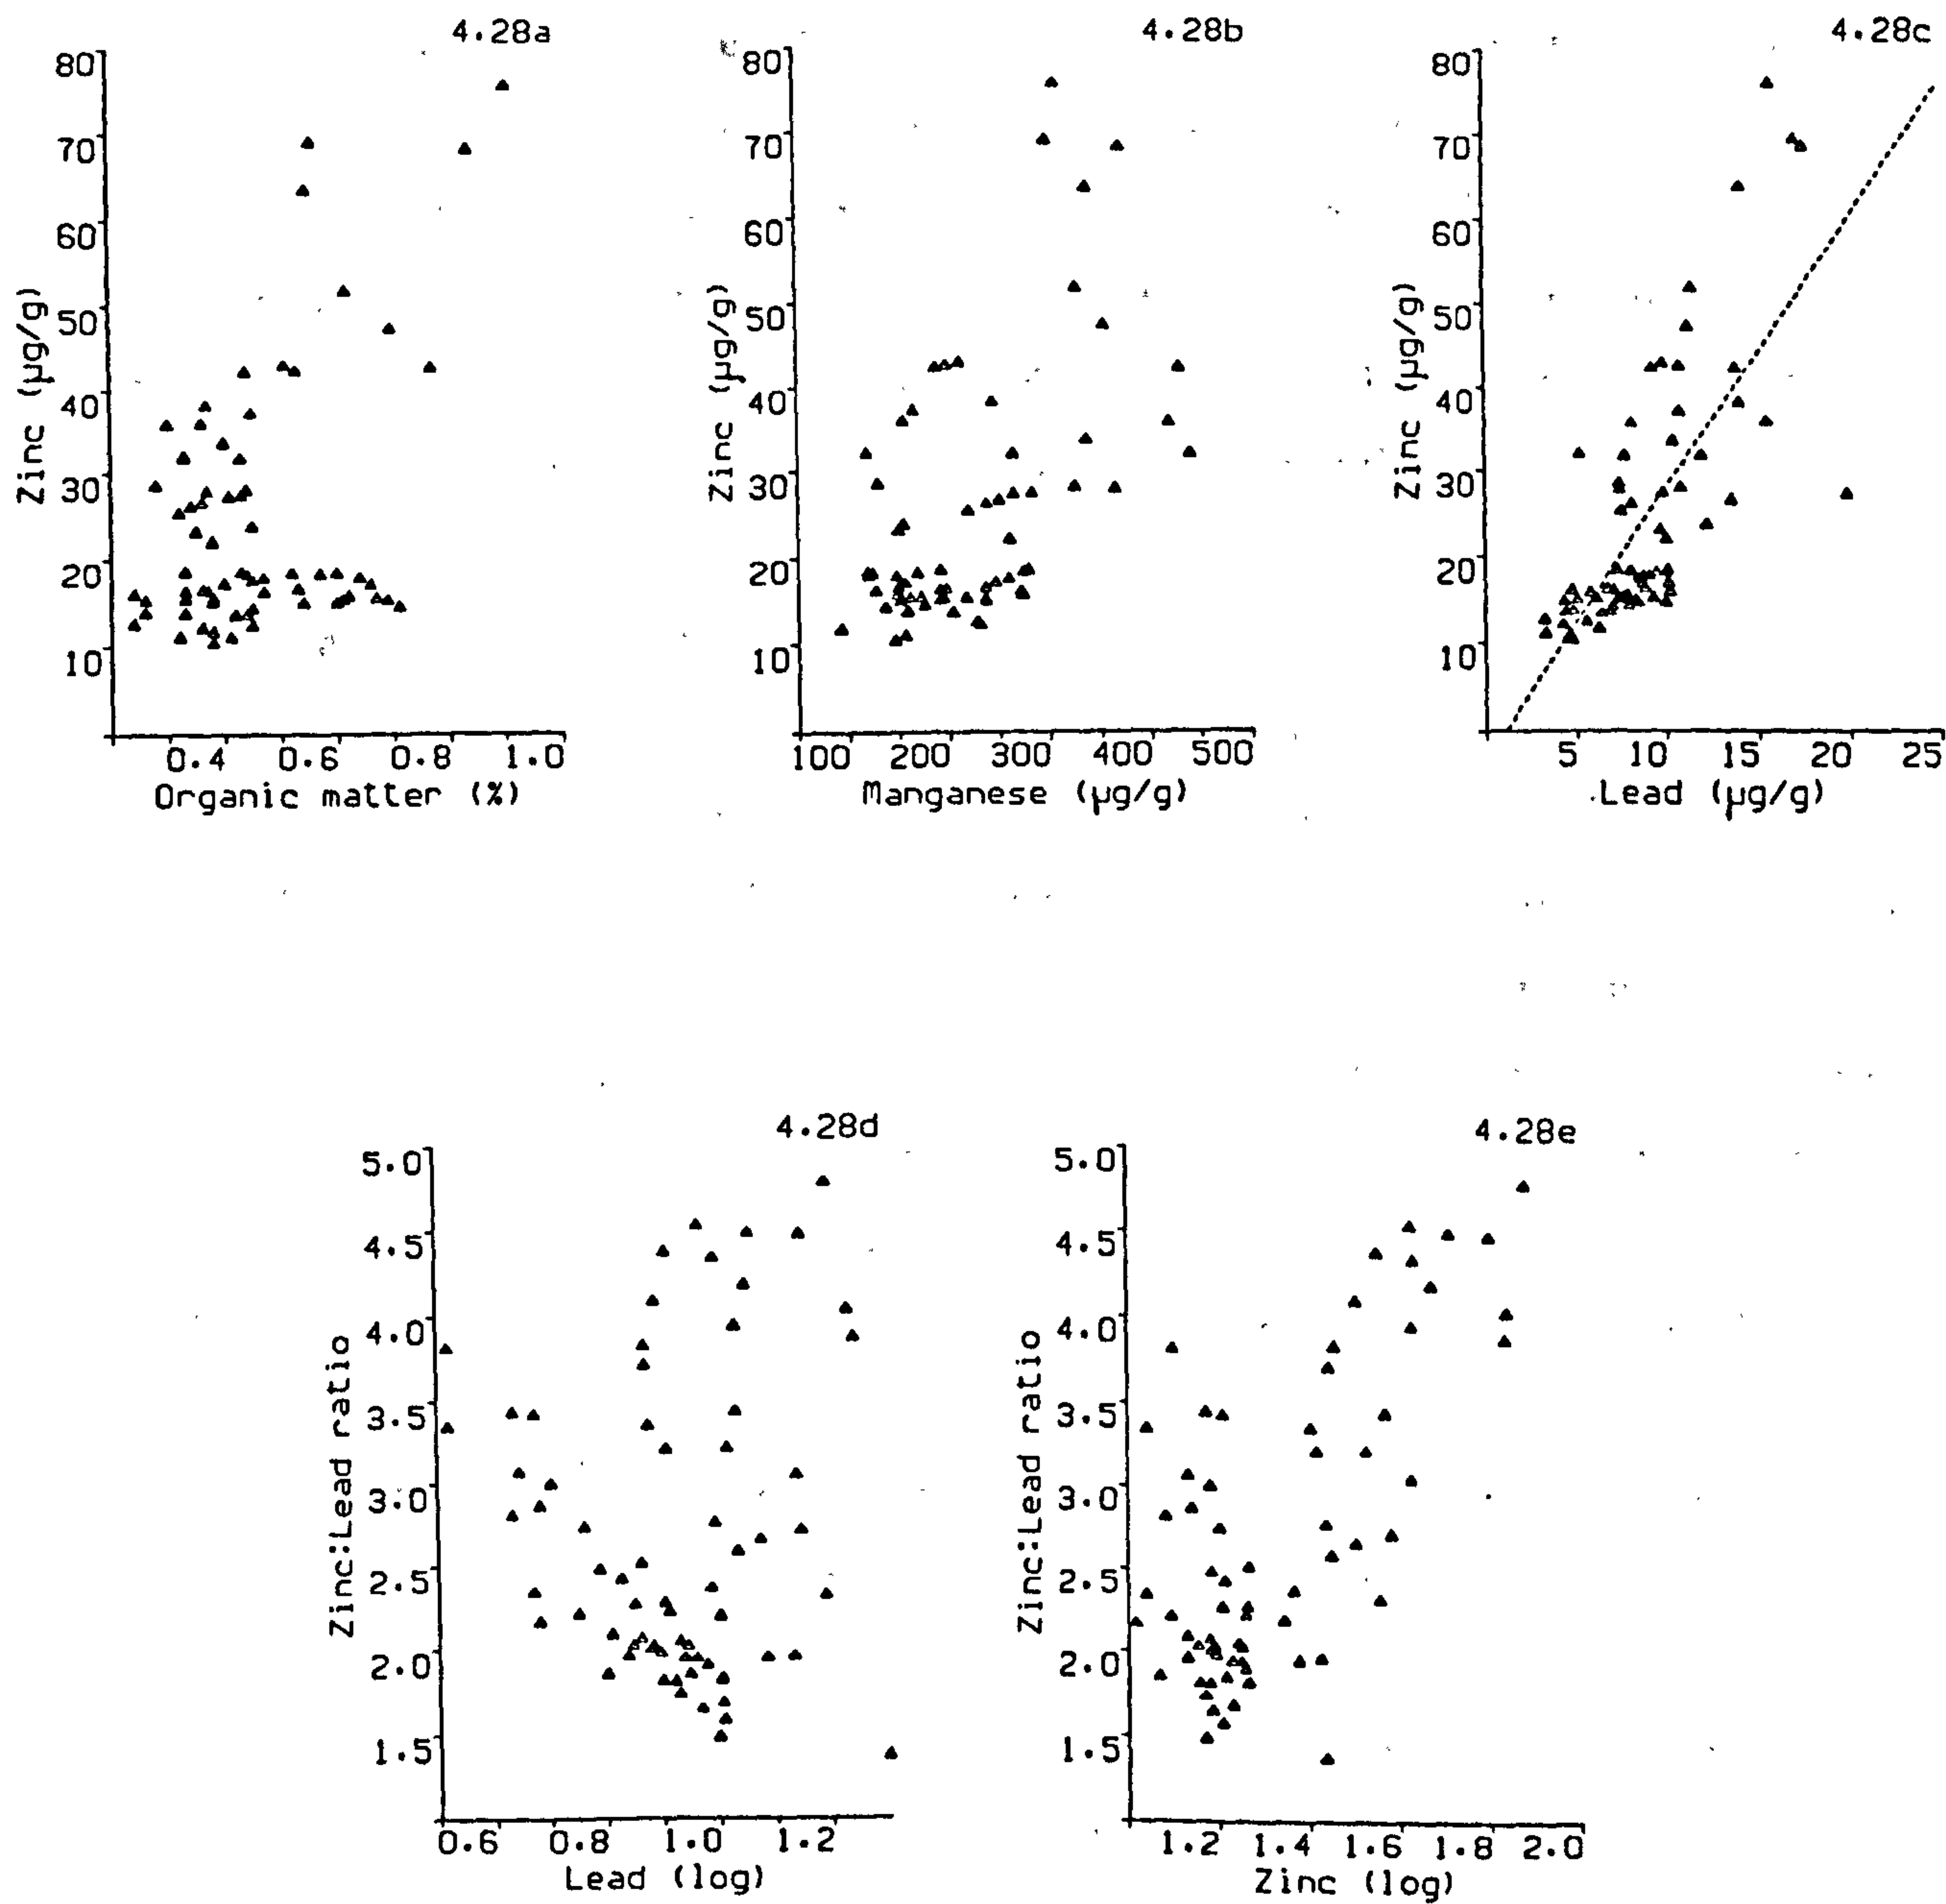 4.28a
80
70
60
50
40
30
20
10
Zinc (µg/g)
0.4 0.6 0.8 1.0
Organic matter (%)
4.28b
80
70
60
50
40
30
20
10
Zinc (µg/g)
100 200 300 400 500
Manganese (µg/g)
4.28c
80
70
60
50
40
30
20
10
Zinc (µg/g)
5 10 15 20 25
Lead (µg/g)
4.28d
5.0
4.5
4.0
3.5
3.0
2.5
2.0
1.5
Zinc:Lead ratio
0.6 0.8 1.0 1.2
Lead (log)
4.28e
5.0
4.5
4.0
3.5
3.0
2.5
2.0
1.5
Zinc:Lead ratio
1.2 1.4 1.6 1.8 2.0
Zinc (log)